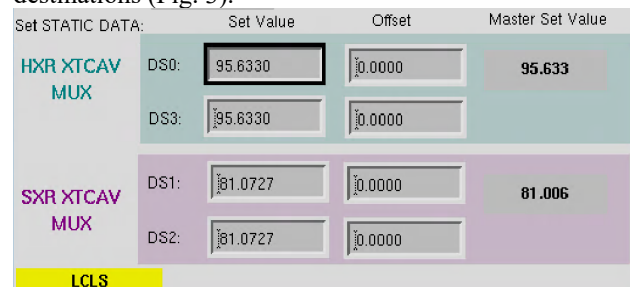 destinations (Fig. 5).
Set STATIC DATA: Set Value Offset Master Set Value
HXR XTCAV MUX
DS0: 95.6330 0.0000 95.633
DS3: 95.6330 0.0000
SXR XTCAV MUX
DS1: 81.0727 0.0000 81.006
DS2: 81.0727 0.0000
LCLS